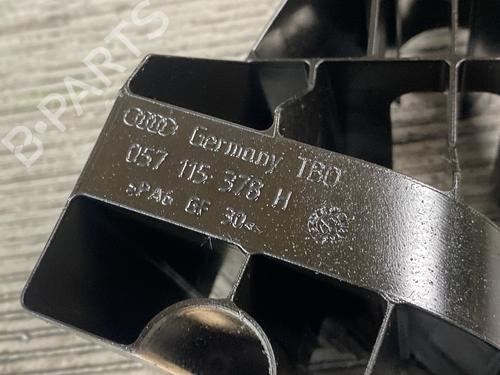 B-PARTS
Germany TBO
057 115 378 H
>PA6 GF 30<